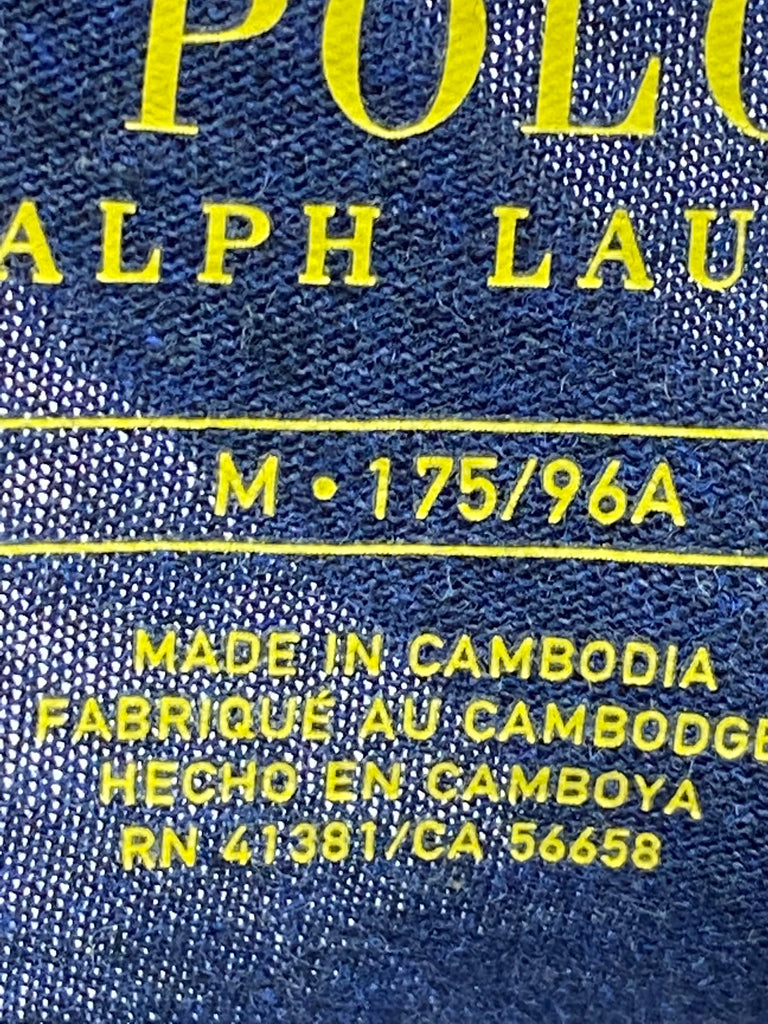 POLO
ALPH LAU
M • 175/96A
MADE IN CAMBODIA
FABRIQUÉ AU CAMBODGE
HECHO EN CAMBOYA
RN 41381/CA 56658